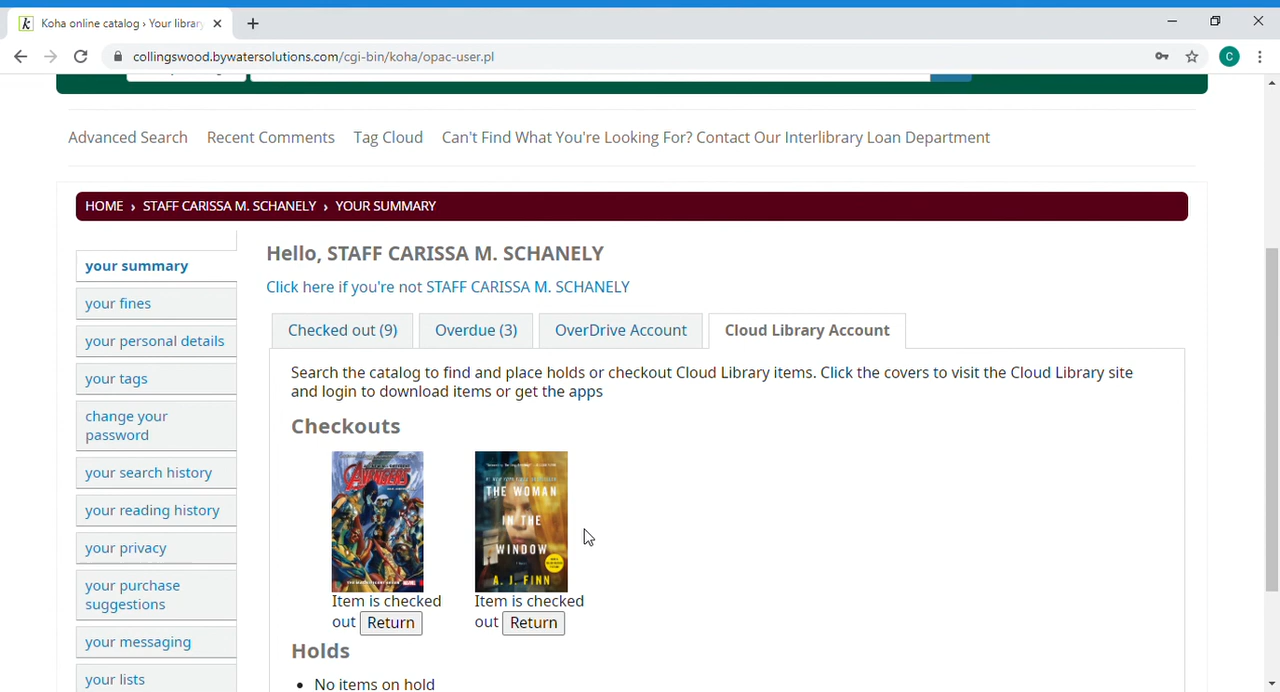 Koha online catalog › Your library
collingswood.bywatersolutions.com/cgi-bin/koha/opac-user.pl
C
Advanced Search Recent Comments Tag Cloud Can't Find What You're Looking For? Contact Our Interlibrary Loan Department
HOME › STAFF CARISSA M. SCHANELY › YOUR SUMMARY
your summary
your fines
your personal details
your tags
change your
password
your search history
your reading history
your privacy
your purchase
suggestions
your messaging
your lists
Hello, STAFF CARISSA M. SCHANELY
Click here if you're not STAFF CARISSA M. SCHANELY
Checked out (9) Overdue (3) OverDrive Account Cloud Library Account
Search the catalog to find and place holds or checkout Cloud Library items. Click the covers to visit the Cloud Library site
and login to download items or get the apps
Checkouts
AVENGERS
THE WOMAN
IN THE
WINDOW
A. J. FINN
Item is checked
out Return
Item is checked
out Return
Holds
• No items on hold